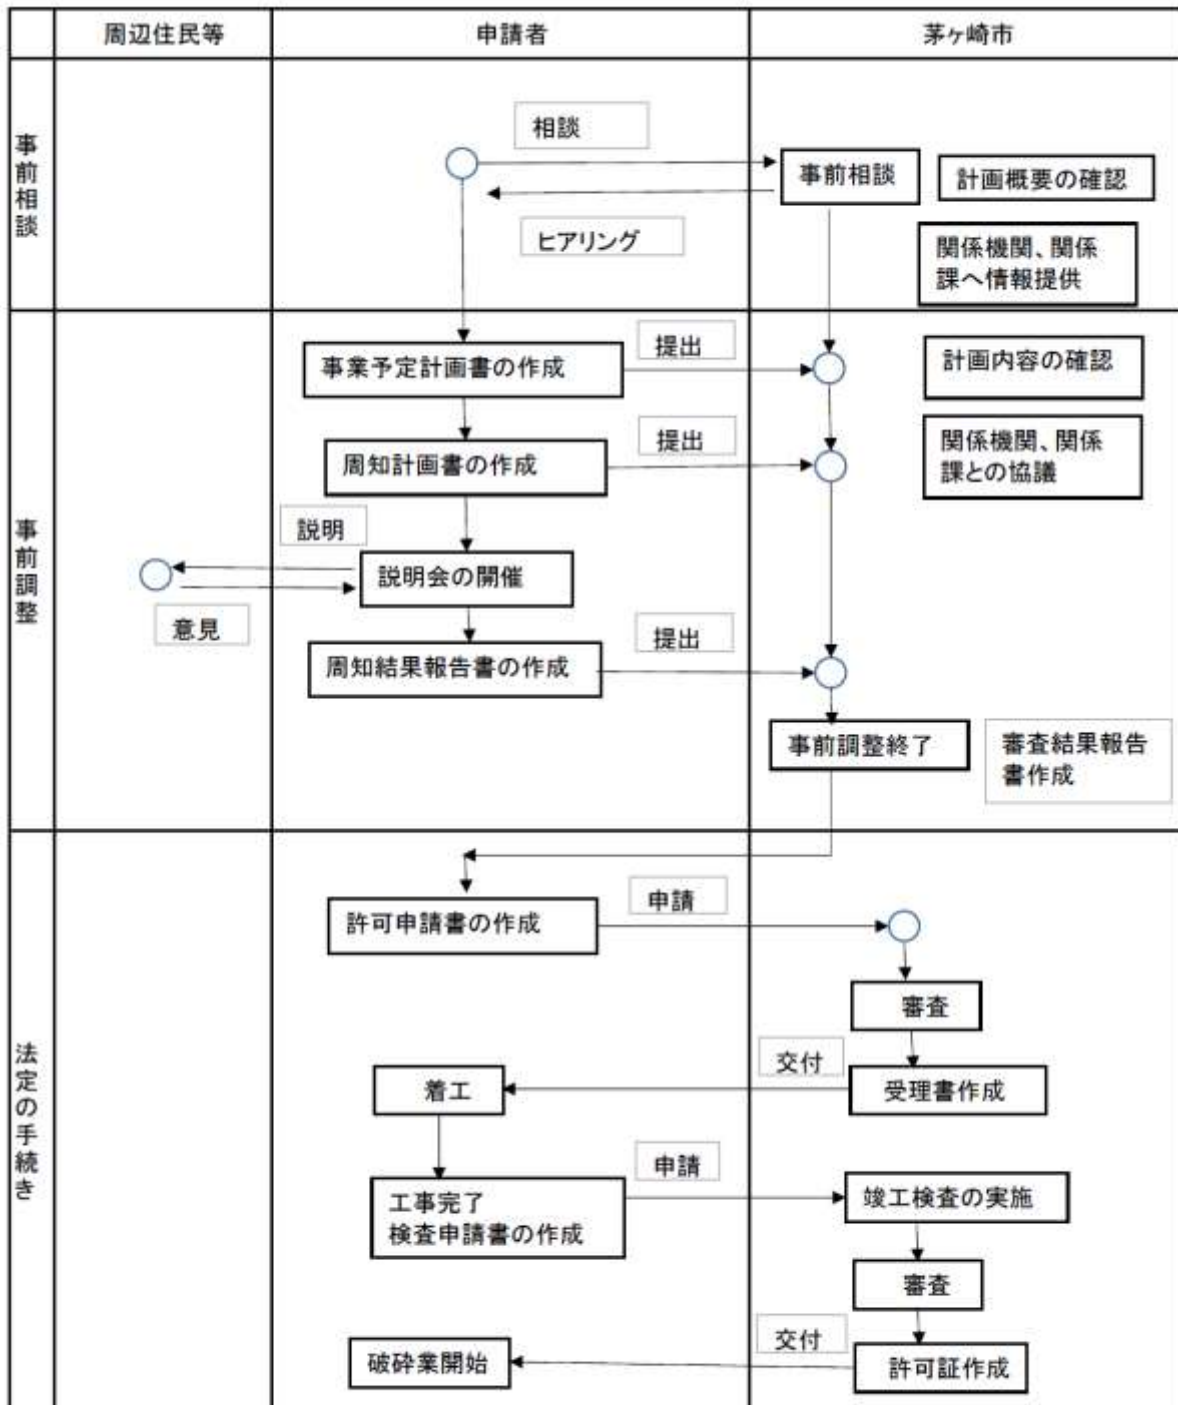 周辺住民等
申請者
茅ヶ崎市
事前相談
相談
事前相談
計画概要の確認
ヒアリング
関係機関、関係
課へ情報提供
事前調整
事業予定計画書の作成
提出
計画内容の確認
周知計画書の作成
提出
関係機関、関係
課との協議
説明
説明会の開催
意見
周知結果報告書の作成
提出
事前調整終了
審査結果報告
書作成
法定の手続き
許可申請書の作成
申請
審査
交付
受理書作成
着工
工事完了
検査申請書の作成
申請
竣工検査の実施
審査
交付
許可証作成
破砕業開始